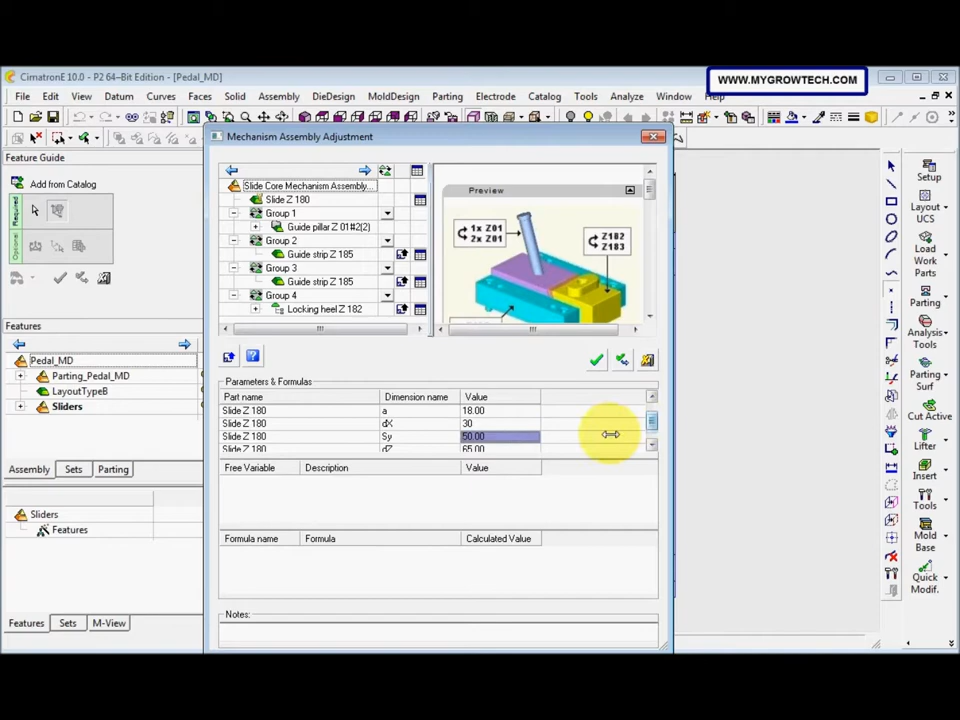 CimatronE 10.0 - P2 64-Bit Edition - [Pedal_MD]
WWW.MYGROWTECH.COM
File Edit View Datum Curves Faces Solid Assembly DieDesign MoldDesign Parting Electrode Catalog Tools Analyze Window Help
Mechanism Assembly Adjustment
Feature Guide
Add from Catalog
Required
Optional
Slide Core Mechanism Assembly...
Slide Z 180
Group 1
Guide pillar Z 01#2(2)
Group 2
Guide strip Z 185
Group 3
Guide strip Z 185
Group 4
Locking heel Z 182
Preview
1x Z01
2x Z01
Z182
Z183
Setup
Layout
UCS
Load
Work
Parts
Parting
Analysis
Tools
Parting
Surf
Cut Active
Lifter
Insert
Tools
Mold
Base
Quick
Modif.
Features
Pedal_MD
Parting_Pedal_MD
LayoutTypeB
Sliders
Assembly Sets Parting
Sliders
Features
Features Sets M-View
Parameters & Formulas
Part name Dimension name Value
Slide Z 180 a 18.00
Slide Z 180 dX 30
Slide Z 180 Sy 50.00
Slide Z 180 dZ 65.00
Free Variable Description Value
Formula name Formula Calculated Value
Notes: